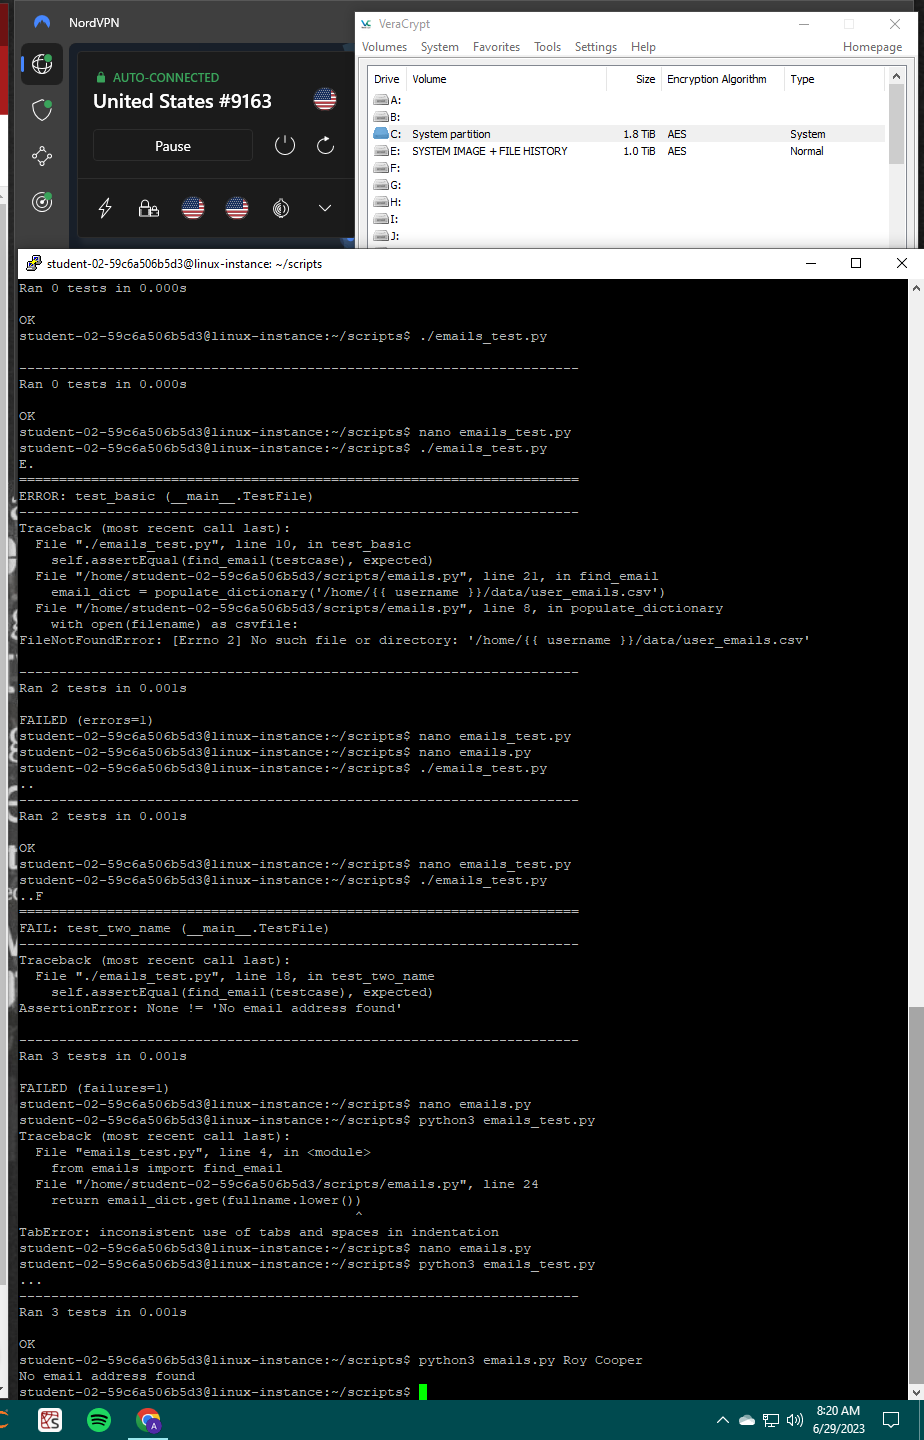 NordVPN
AUTO-CONNECTED
United States #9163
Pause
VeraCrypt
Volumes System Favorites Tools Settings Help Homepage
Drive Volume Size Encryption Algorithm Type
A:
B:
C: System partition 1.8 TiB AES System
E: SYSTEM IMAGE + FILE HISTORY 1.0 TiB AES Normal
F:
G:
H:
I:
J:
student-02-59c6a506b5d3@linux-instance: ~/scripts
Ran 0 tests in 0.000s
OK
student-02-59c6a506b5d3@linux-instance:~/scripts$ ./emails_test.py
----------------------------------------------------------------------
Ran 0 tests in 0.000s
OK
student-02-59c6a506b5d3@linux-instance:~/scripts$ nano emails_test.py
student-02-59c6a506b5d3@linux-instance:~/scripts$ ./emails_test.py
E.
======================================================================
ERROR: test_basic (__main__.TestFile)
----------------------------------------------------------------------
Traceback (most recent call last):
  File "./emails_test.py", line 10, in test_basic
    self.assertEqual(find_email(testcase), expected)
  File "/home/student-02-59c6a506b5d3/scripts/emails.py", line 21, in find_email
    email_dict = populate_dictionary('/home/{{ username }}/data/user_emails.csv')
  File "/home/student-02-59c6a506b5d3/scripts/emails.py", line 8, in populate_dictionary
    with open(filename) as csvfile:
FileNotFoundError: [Errno 2] No such file or directory: '/home/{{ username }}/data/user_emails.csv'
----------------------------------------------------------------------
Ran 2 tests in 0.001s
FAILED (errors=1)
student-02-59c6a506b5d3@linux-instance:~/scripts$ nano emails_test.py
student-02-59c6a506b5d3@linux-instance:~/scripts$ nano emails.py
student-02-59c6a506b5d3@linux-instance:~/scripts$ ./emails_test.py
..
----------------------------------------------------------------------
Ran 2 tests in 0.001s
OK
student-02-59c6a506b5d3@linux-instance:~/scripts$ nano emails_test.py
student-02-59c6a506b5d3@linux-instance:~/scripts$ ./emails_test.py
..F
======================================================================
FAIL: test_two_name (__main__.TestFile)
----------------------------------------------------------------------
Traceback (most recent call last):
  File "./emails_test.py", line 18, in test_two_name
    self.assertEqual(find_email(testcase), expected)
AssertionError: None != 'No email address found'
----------------------------------------------------------------------
Ran 3 tests in 0.001s
FAILED (failures=1)
student-02-59c6a506b5d3@linux-instance:~/scripts$ nano emails.py
student-02-59c6a506b5d3@linux-instance:~/scripts$ python3 emails_test.py
Traceback (most recent call last):
  File "emails_test.py", line 4, in <module>
    from emails import find_email
  File "/home/student-02-59c6a506b5d3/scripts/emails.py", line 24
    return email_dict.get(fullname.lower())
                                          ^
TabError: inconsistent use of tabs and spaces in indentation
student-02-59c6a506b5d3@linux-instance:~/scripts$ nano emails.py
student-02-59c6a506b5d3@linux-instance:~/scripts$ python3 emails_test.py
...
----------------------------------------------------------------------
Ran 3 tests in 0.001s
OK
student-02-59c6a506b5d3@linux-instance:~/scripts$ python3 emails.py Roy Cooper
No email address found
student-02-59c6a506b5d3@linux-instance:~/scripts$
8:20 AM
6/29/2023